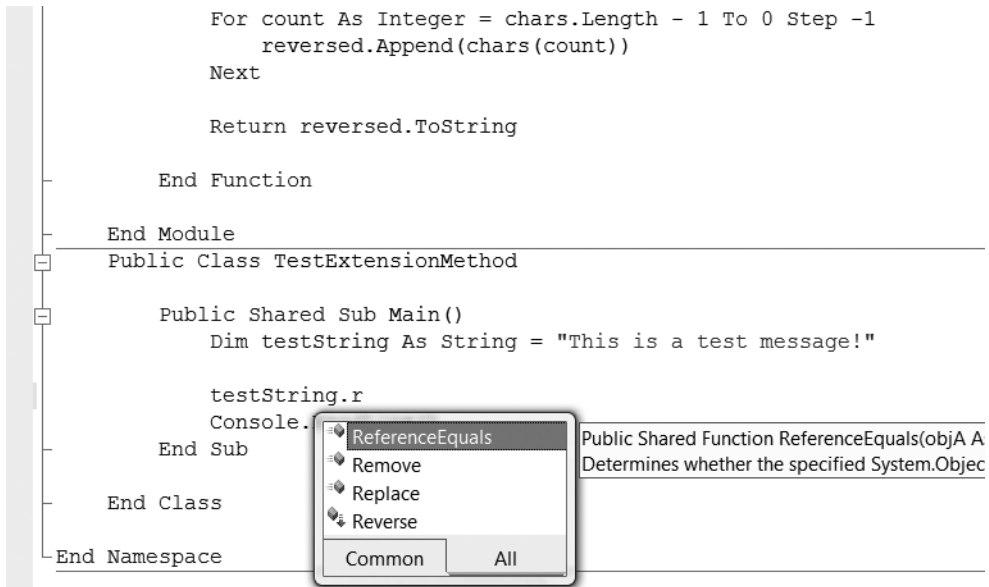 For count As Integer = chars.Length - 1 To 0 Step -1
reversed.Append(chars(count))
Next
Return reversed.ToString
End Function
End Module
Public Class TestExtensionMethod
Public Shared Sub Main()
Dim testString As String = "This is a test message!"
testString.r
Console.
End Sub
End Class
End Namespace
ReferenceEquals
Remove
Replace
Reverse
Common All
Public Shared Function ReferenceEquals(objA
Determines whether the specified